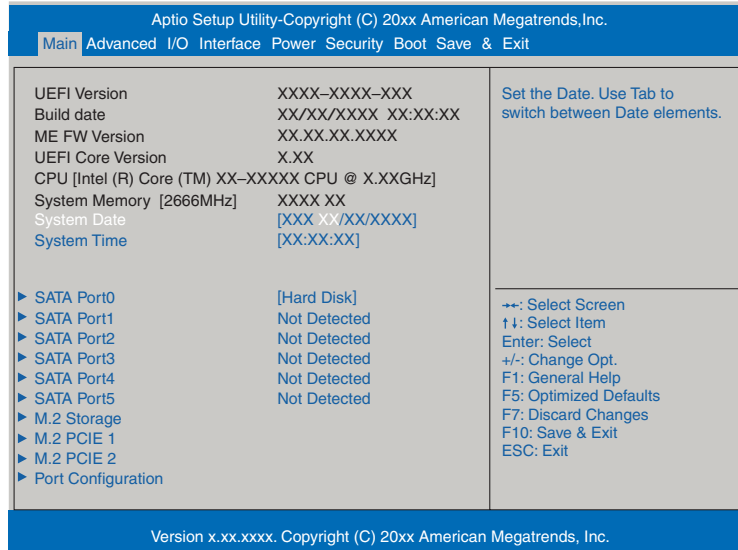 Aptio Setup Utility-Copyright (C) 20xx American Megatrends,Inc.
Main Advanced I/O Interface Power Security Boot Save & Exit
UEFI Version XXXX–XXXX–XXX
Build date XX/XX/XXXX XX:XX:XX
ME FW Version XX.XX.XX.XXXX
UEFI Core Version X.XX
CPU [Intel (R) Core (TM) XX–XXXXX CPU @ X.XXGHz]
System Memory [2666MHz] XXXX XX
System Date [XXX XX/XX/XXXX]
System Time [XX:XX:XX]
SATA Port0 [Hard Disk]
SATA Port1 Not Detected
SATA Port2 Not Detected
SATA Port3 Not Detected
SATA Port4 Not Detected
SATA Port5 Not Detected
M.2 Storage
M.2 PCIE 1
M.2 PCIE 2
Port Configuration
Set the Date. Use Tab to
switch between Date elements.
→←: Select Screen
↑↓: Select Item
Enter: Select
+/-: Change Opt.
F1: General Help
F5: Optimized Defaults
F7: Discard Changes
F10: Save & Exit
ESC: Exit
Version x.xx.xxxx. Copyright (C) 20xx American Megatrends, Inc.